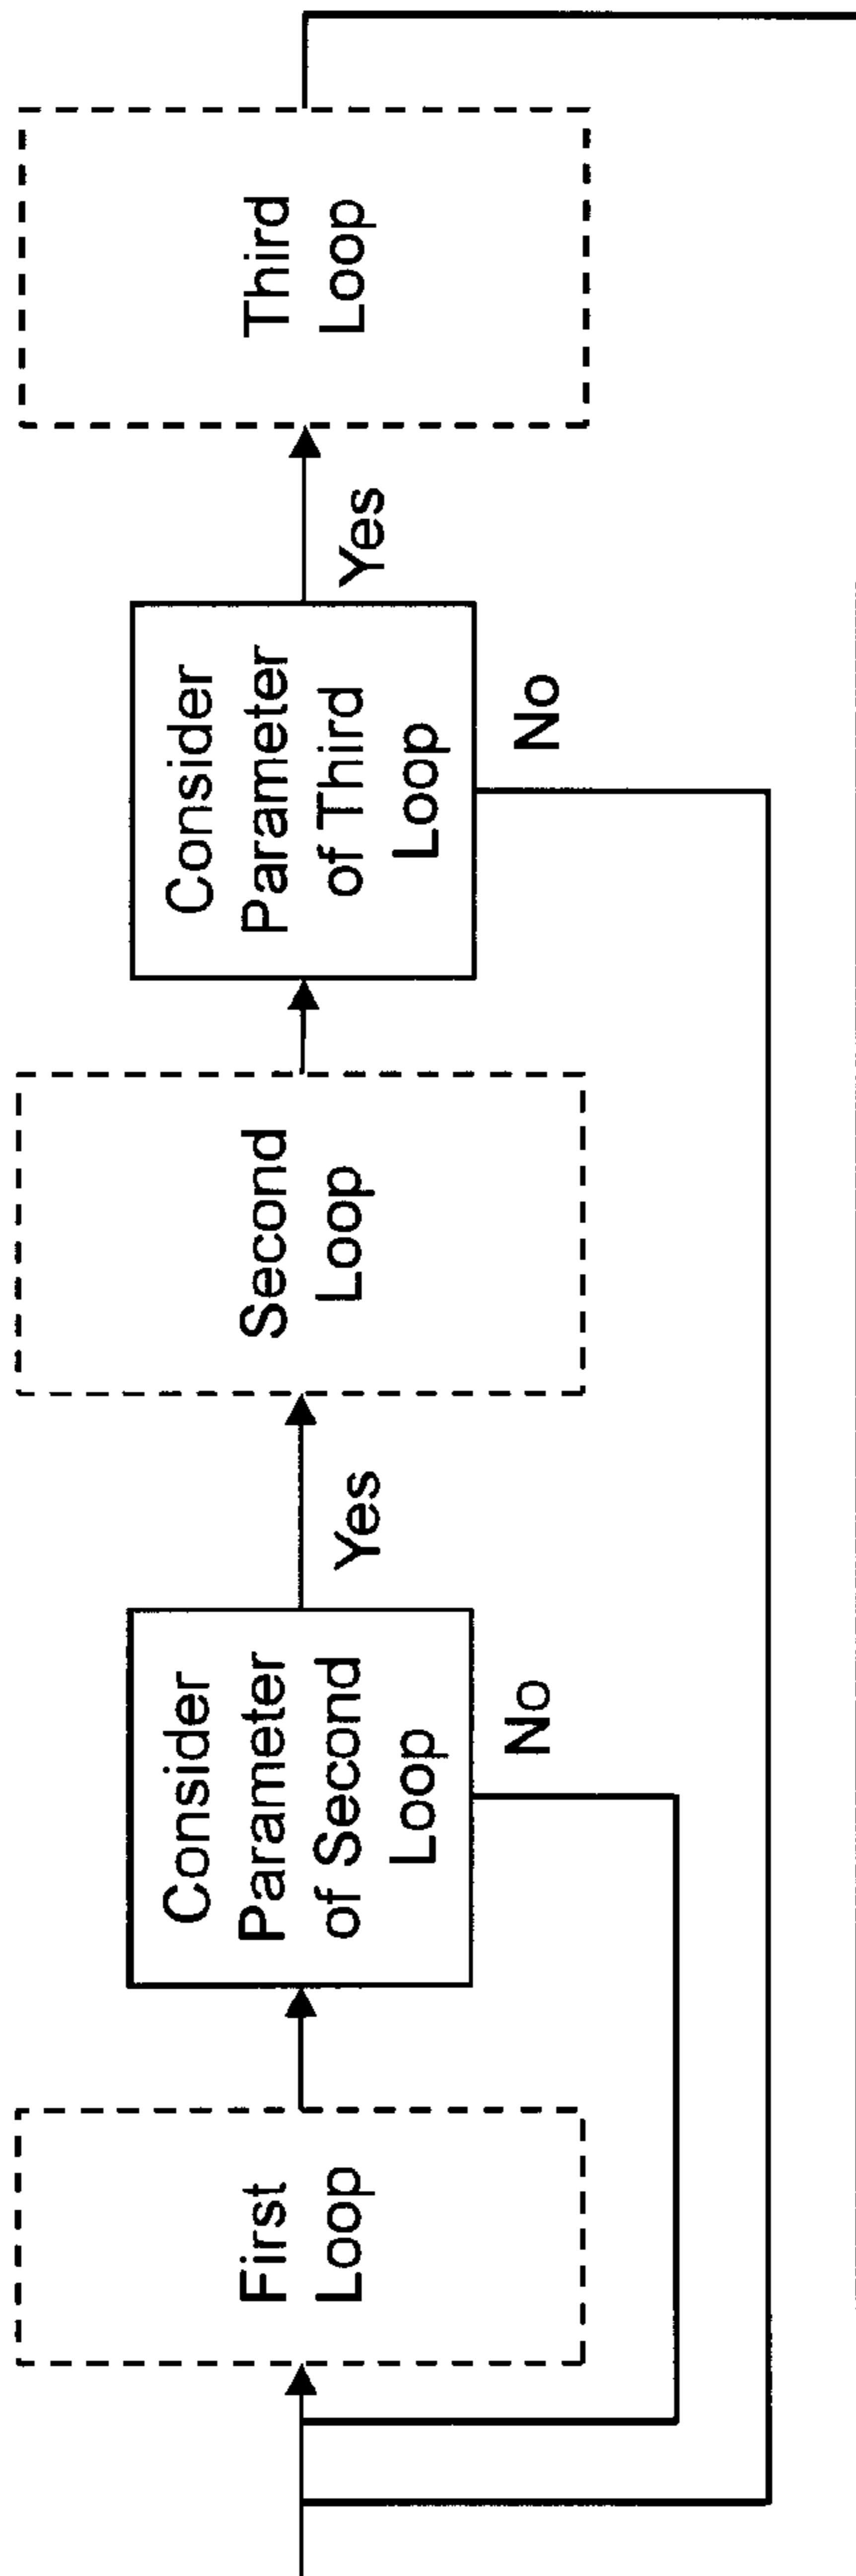 First
Loop
Consider
Parameter
of Second
Loop
Yes
No
Second
Loop
Consider
Parameter
of Third
Loop
Yes
No
Third
Loop